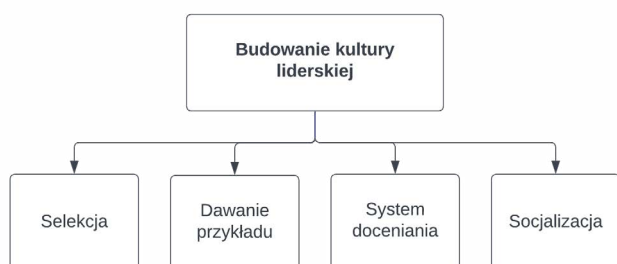 Budowanie kultury
liderskiej
Selekcja
Dawanie
przykładu
System
doceniania
Socjalizacja